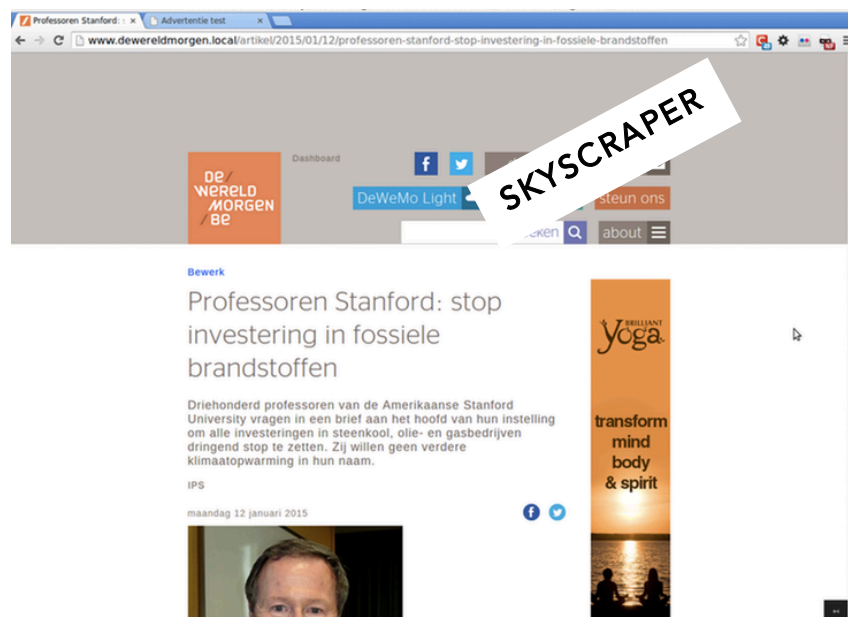 Professoren Stanford: s
Advertentie test
www.dewereldmorgen.local/artikel/2015/01/12/professoren-stanford-stop-investering-in-fossiele-brandstoffen
SKYSCRAPER
Dashboard
DE/
WERELD
/MORGEN
/BE
DeWeMo Light
steun ons
about
Bewerk
Professoren Stanford: stop
investering in fossiele
brandstoffen
Driehonderd professoren van de Amerikaanse Stanford
University vragen in een brief aan het hoofd van hun instelling
om alle investeringen in steenkool, olie- en gasbedrijven
dringend stop te zetten. Zij willen geen verdere
klimaatopwarming in hun naam.
IPS
maandag 12 januari 2015
BRILLIANT
yoga
transform
mind
body
& spirit